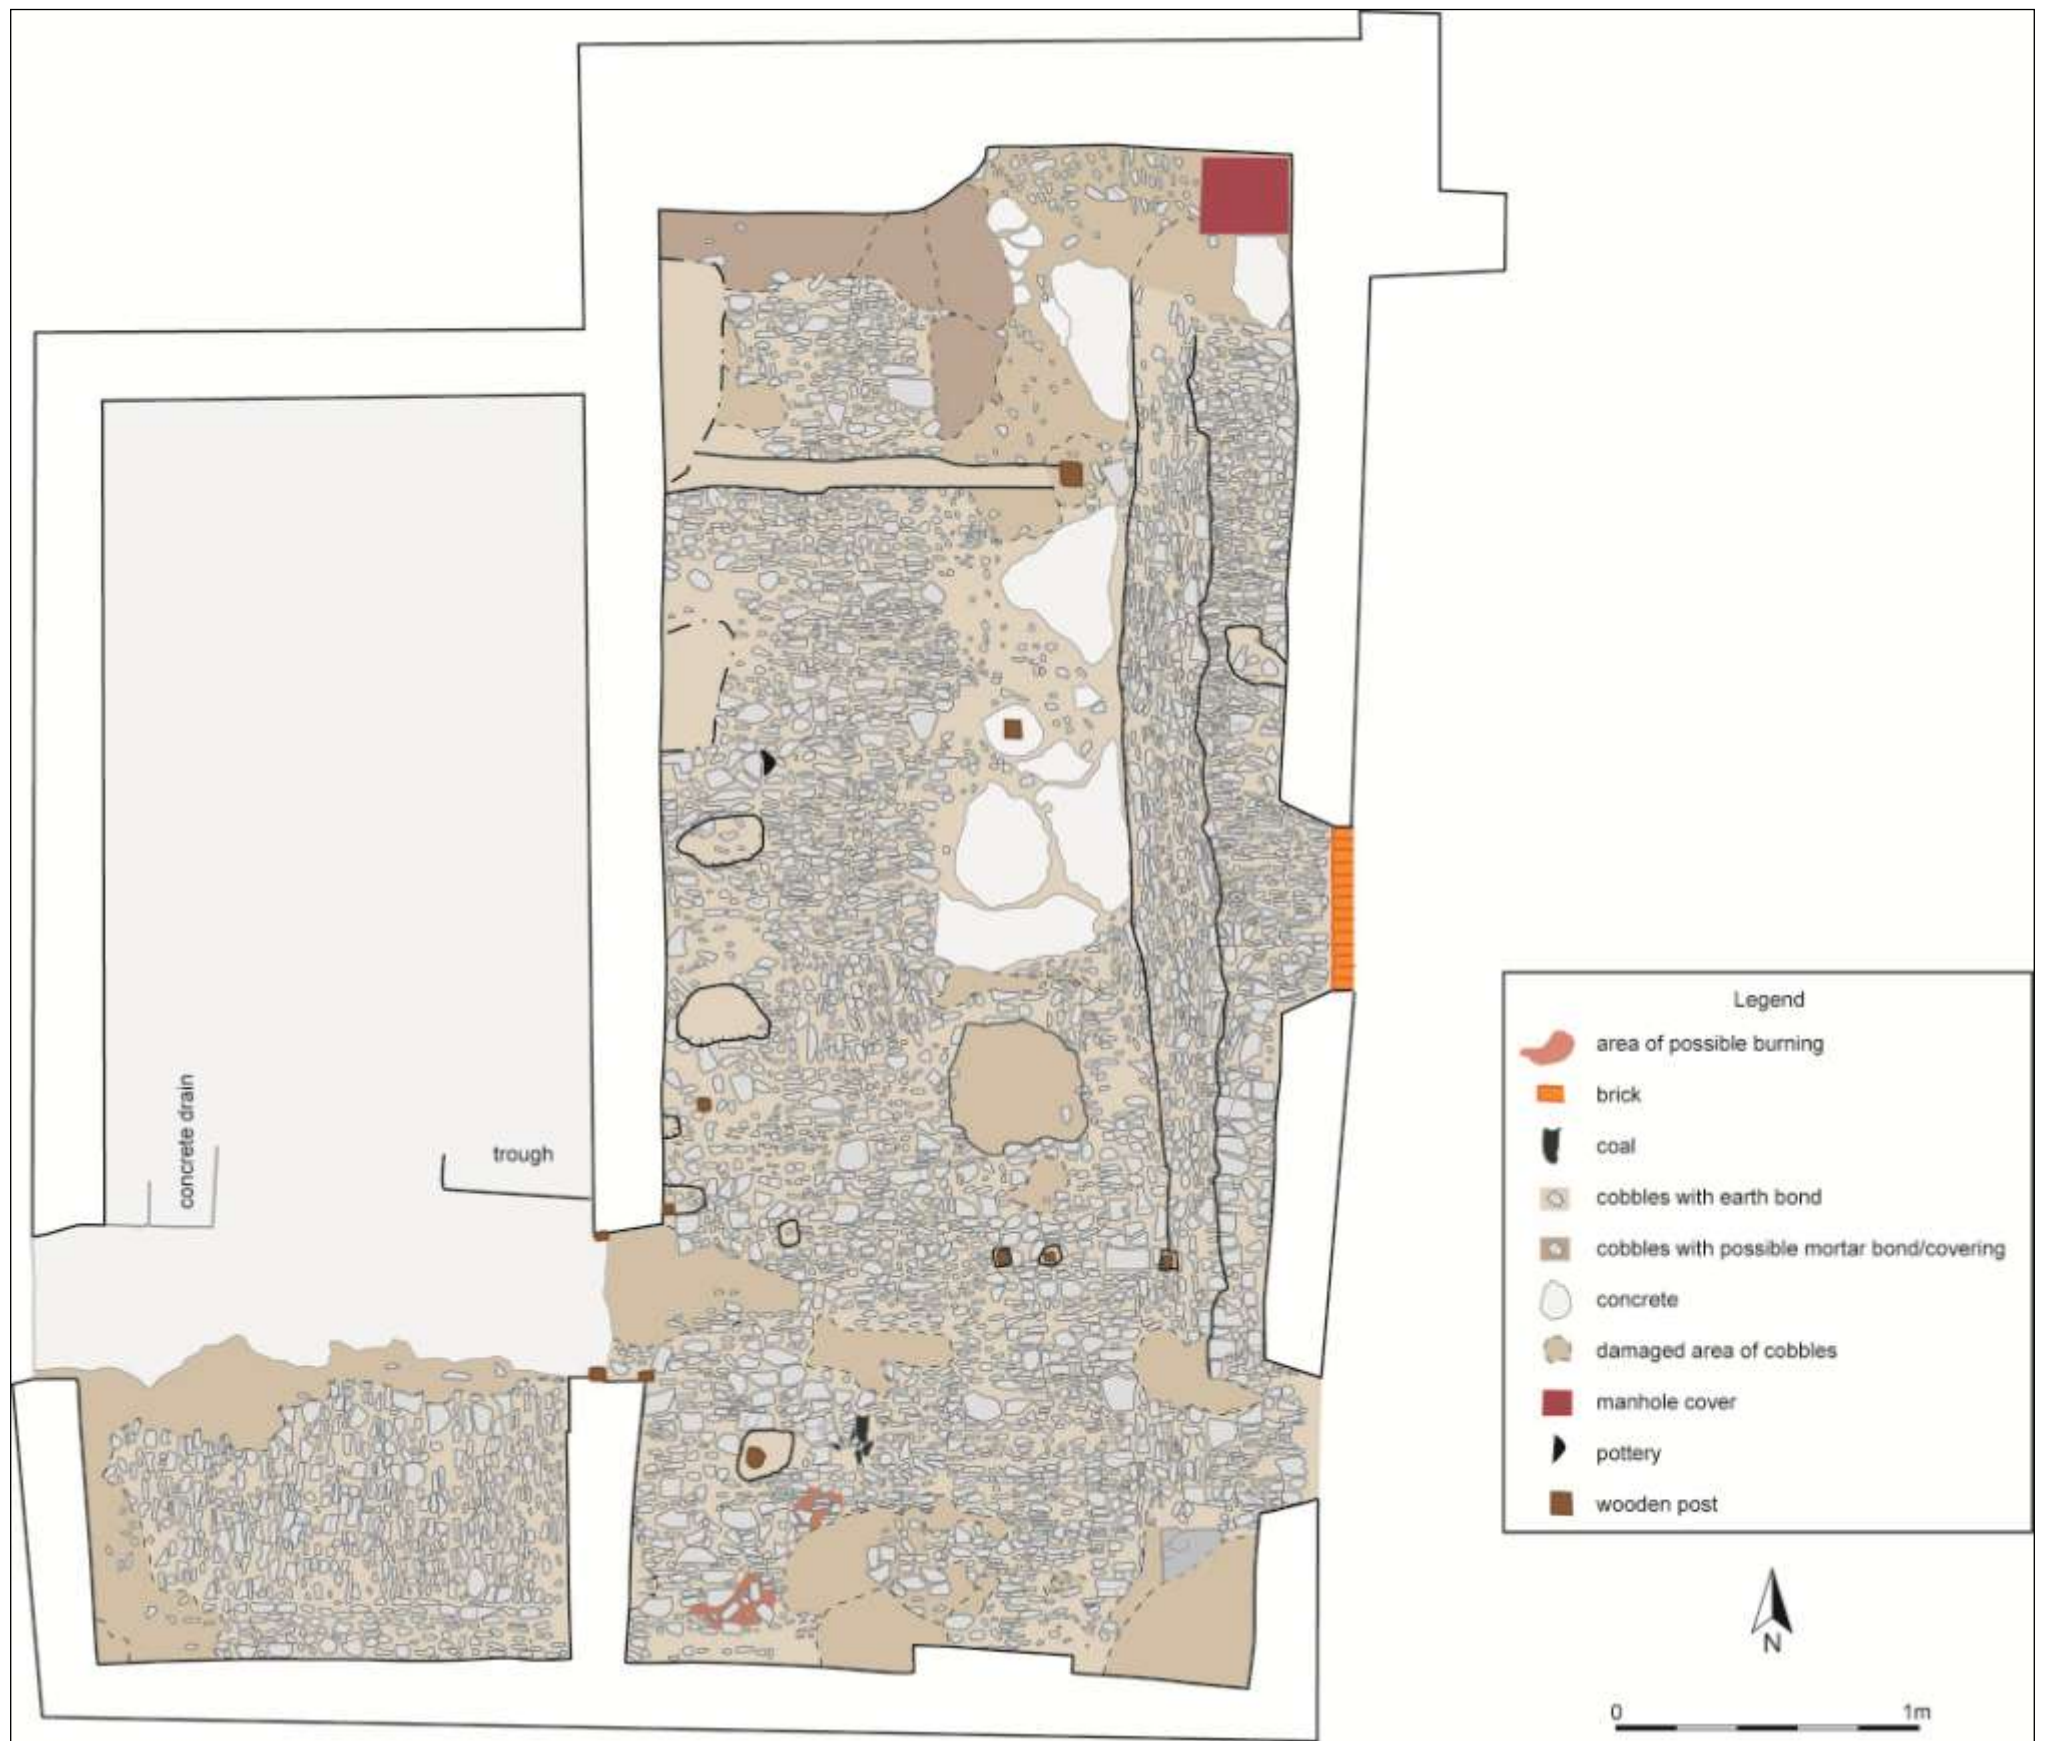 concrete drain
trough
Legend
area of possible burning
brick
coal
cobbles with earth bond
cobbles with possible mortar bond/covering
concrete
damaged area of cobbles
manhole cover
pottery
wooden post
N
0 1m